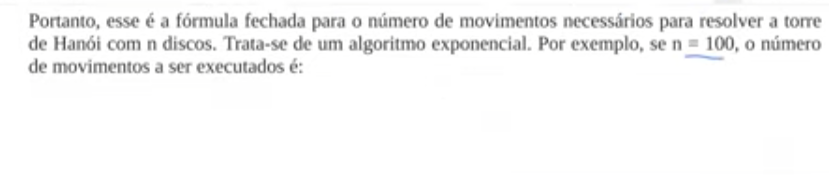 Portanto, esse é a fórmula fechada para o número de movimentos necessários para resolver a torre
de Hanói com n discos. Trata-se de um algoritmo exponencial. Por exemplo, se n = 100, o número
de movimentos a ser executados é: